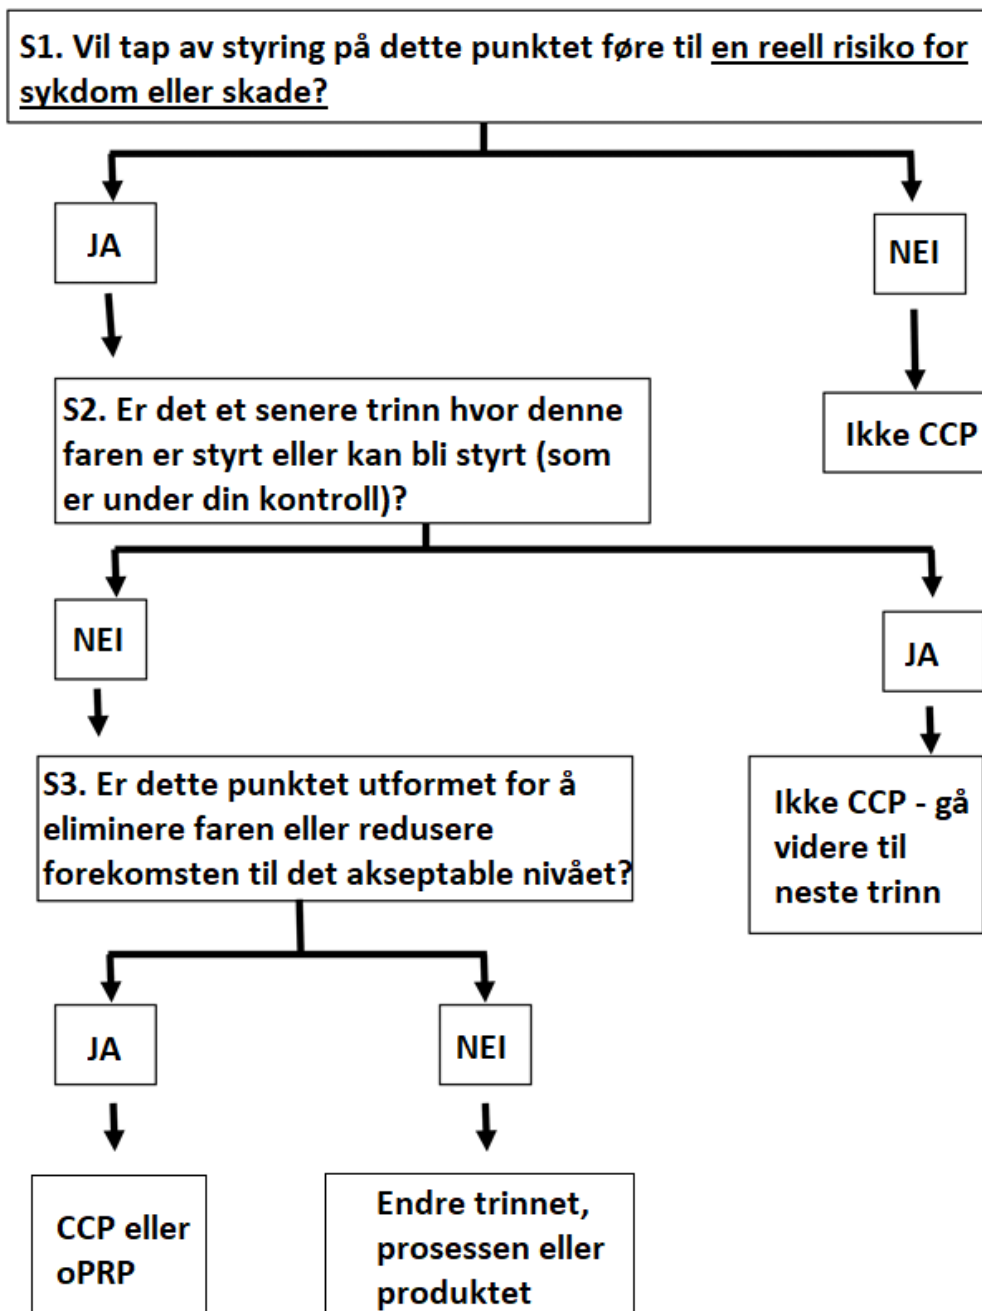 S1. Vil tap av styring på dette punktet føre til en reell risiko for
sykdom eller skade?
JA
NEI
S2. Er det et senere trinn hvor denne
faren er styrt eller kan bli styrt (som
er under din kontroll)?
Ikke CCP
NEI
JA
S3. Er dette punktet utformet for å
eliminere faren eller redusere
forekomsten til det akseptable nivået?
Ikke CCP - gå
videre til
neste trinn
JA
NEI
CCP eller
oPRP
Endre trinnet,
prosessen eller
produktet